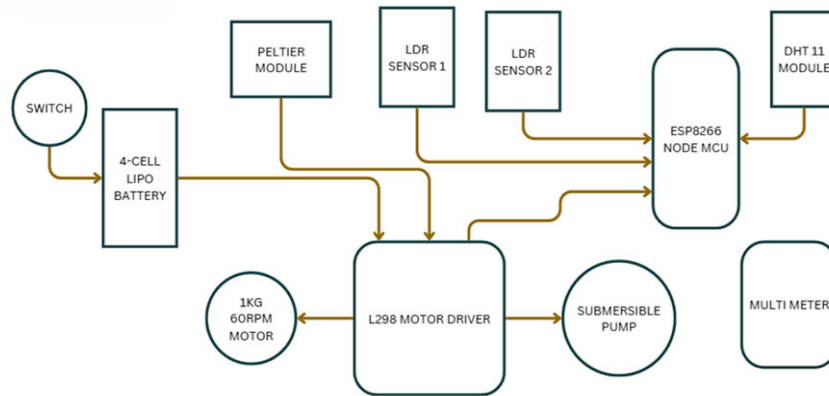 PELTIER
MODULE
LDR
SENSOR 1
LDR
SENSOR 2
DHT 11
MODULE
SWITCH
4-CELL
LIPO
BATTERY
ESP8266
NODE MCU
1KG
60RPM
MOTOR
L298 MOTOR DRIVER
SUBMERSIBLE
PUMP
MULTI METER